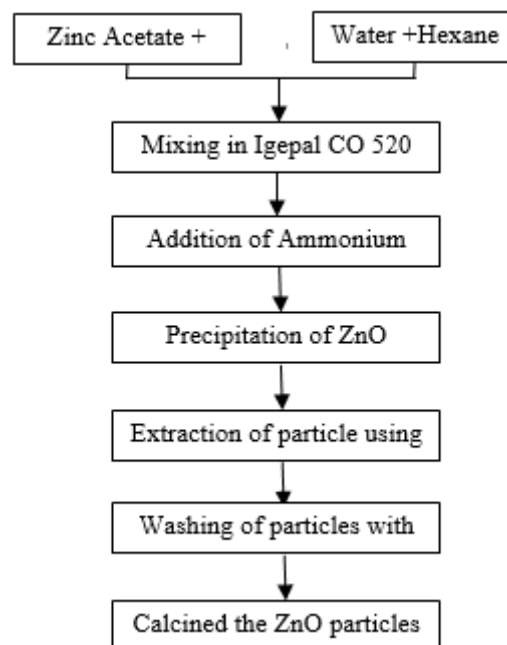 Zinc Acetate +
Water +Hexane
Mixing in Igepal CO 520
Addition of Ammonium
Precipitation of ZnO
Extraction of particle using
Washing of particles with
Calcined the ZnO particles